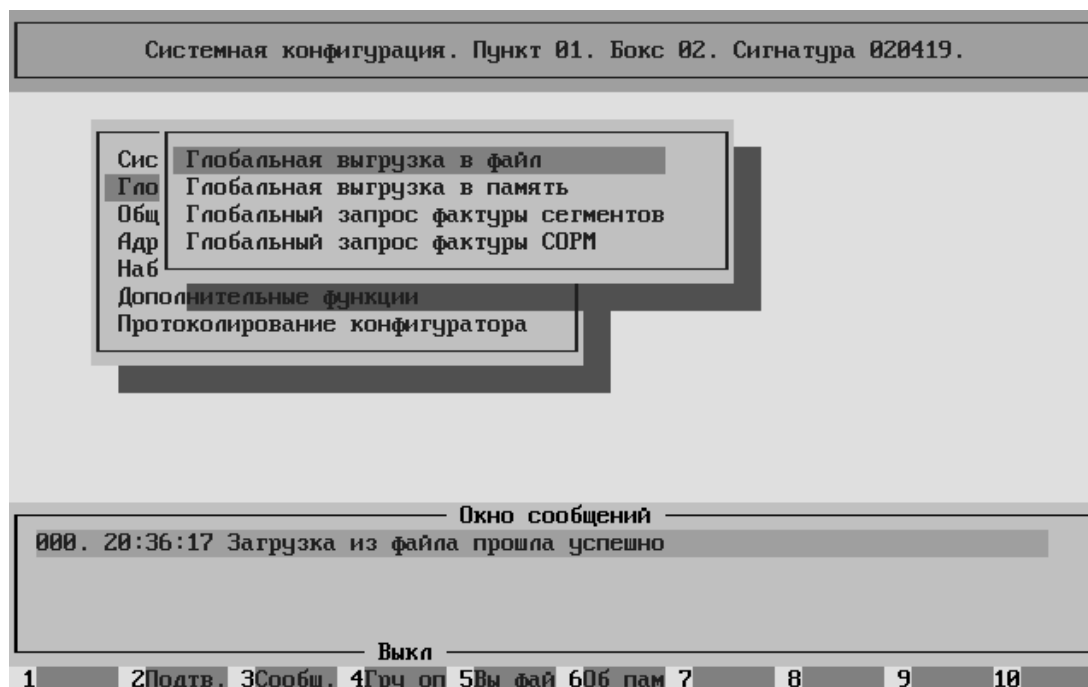 Системная конфигурация. Пункт 01. Бокс 02. Сигнатура 020419.
Сис
Глобальная выгрузка в файл
Гло
Глобальная выгрузка в память
Общ
Глобальный запрос фактуры сегментов
Адр
Глобальный запрос фактуры СОРМ
Наб
Дополнительные функции
Протоколирование конфигуратора
Окно сообщений
000. 20:36:17 Загрузка из файла прошла успешно
Выкл
1 2Подтв. 3Сообщ. 4Гру оп 5Вы фай 6Об пам 7 8 9 10